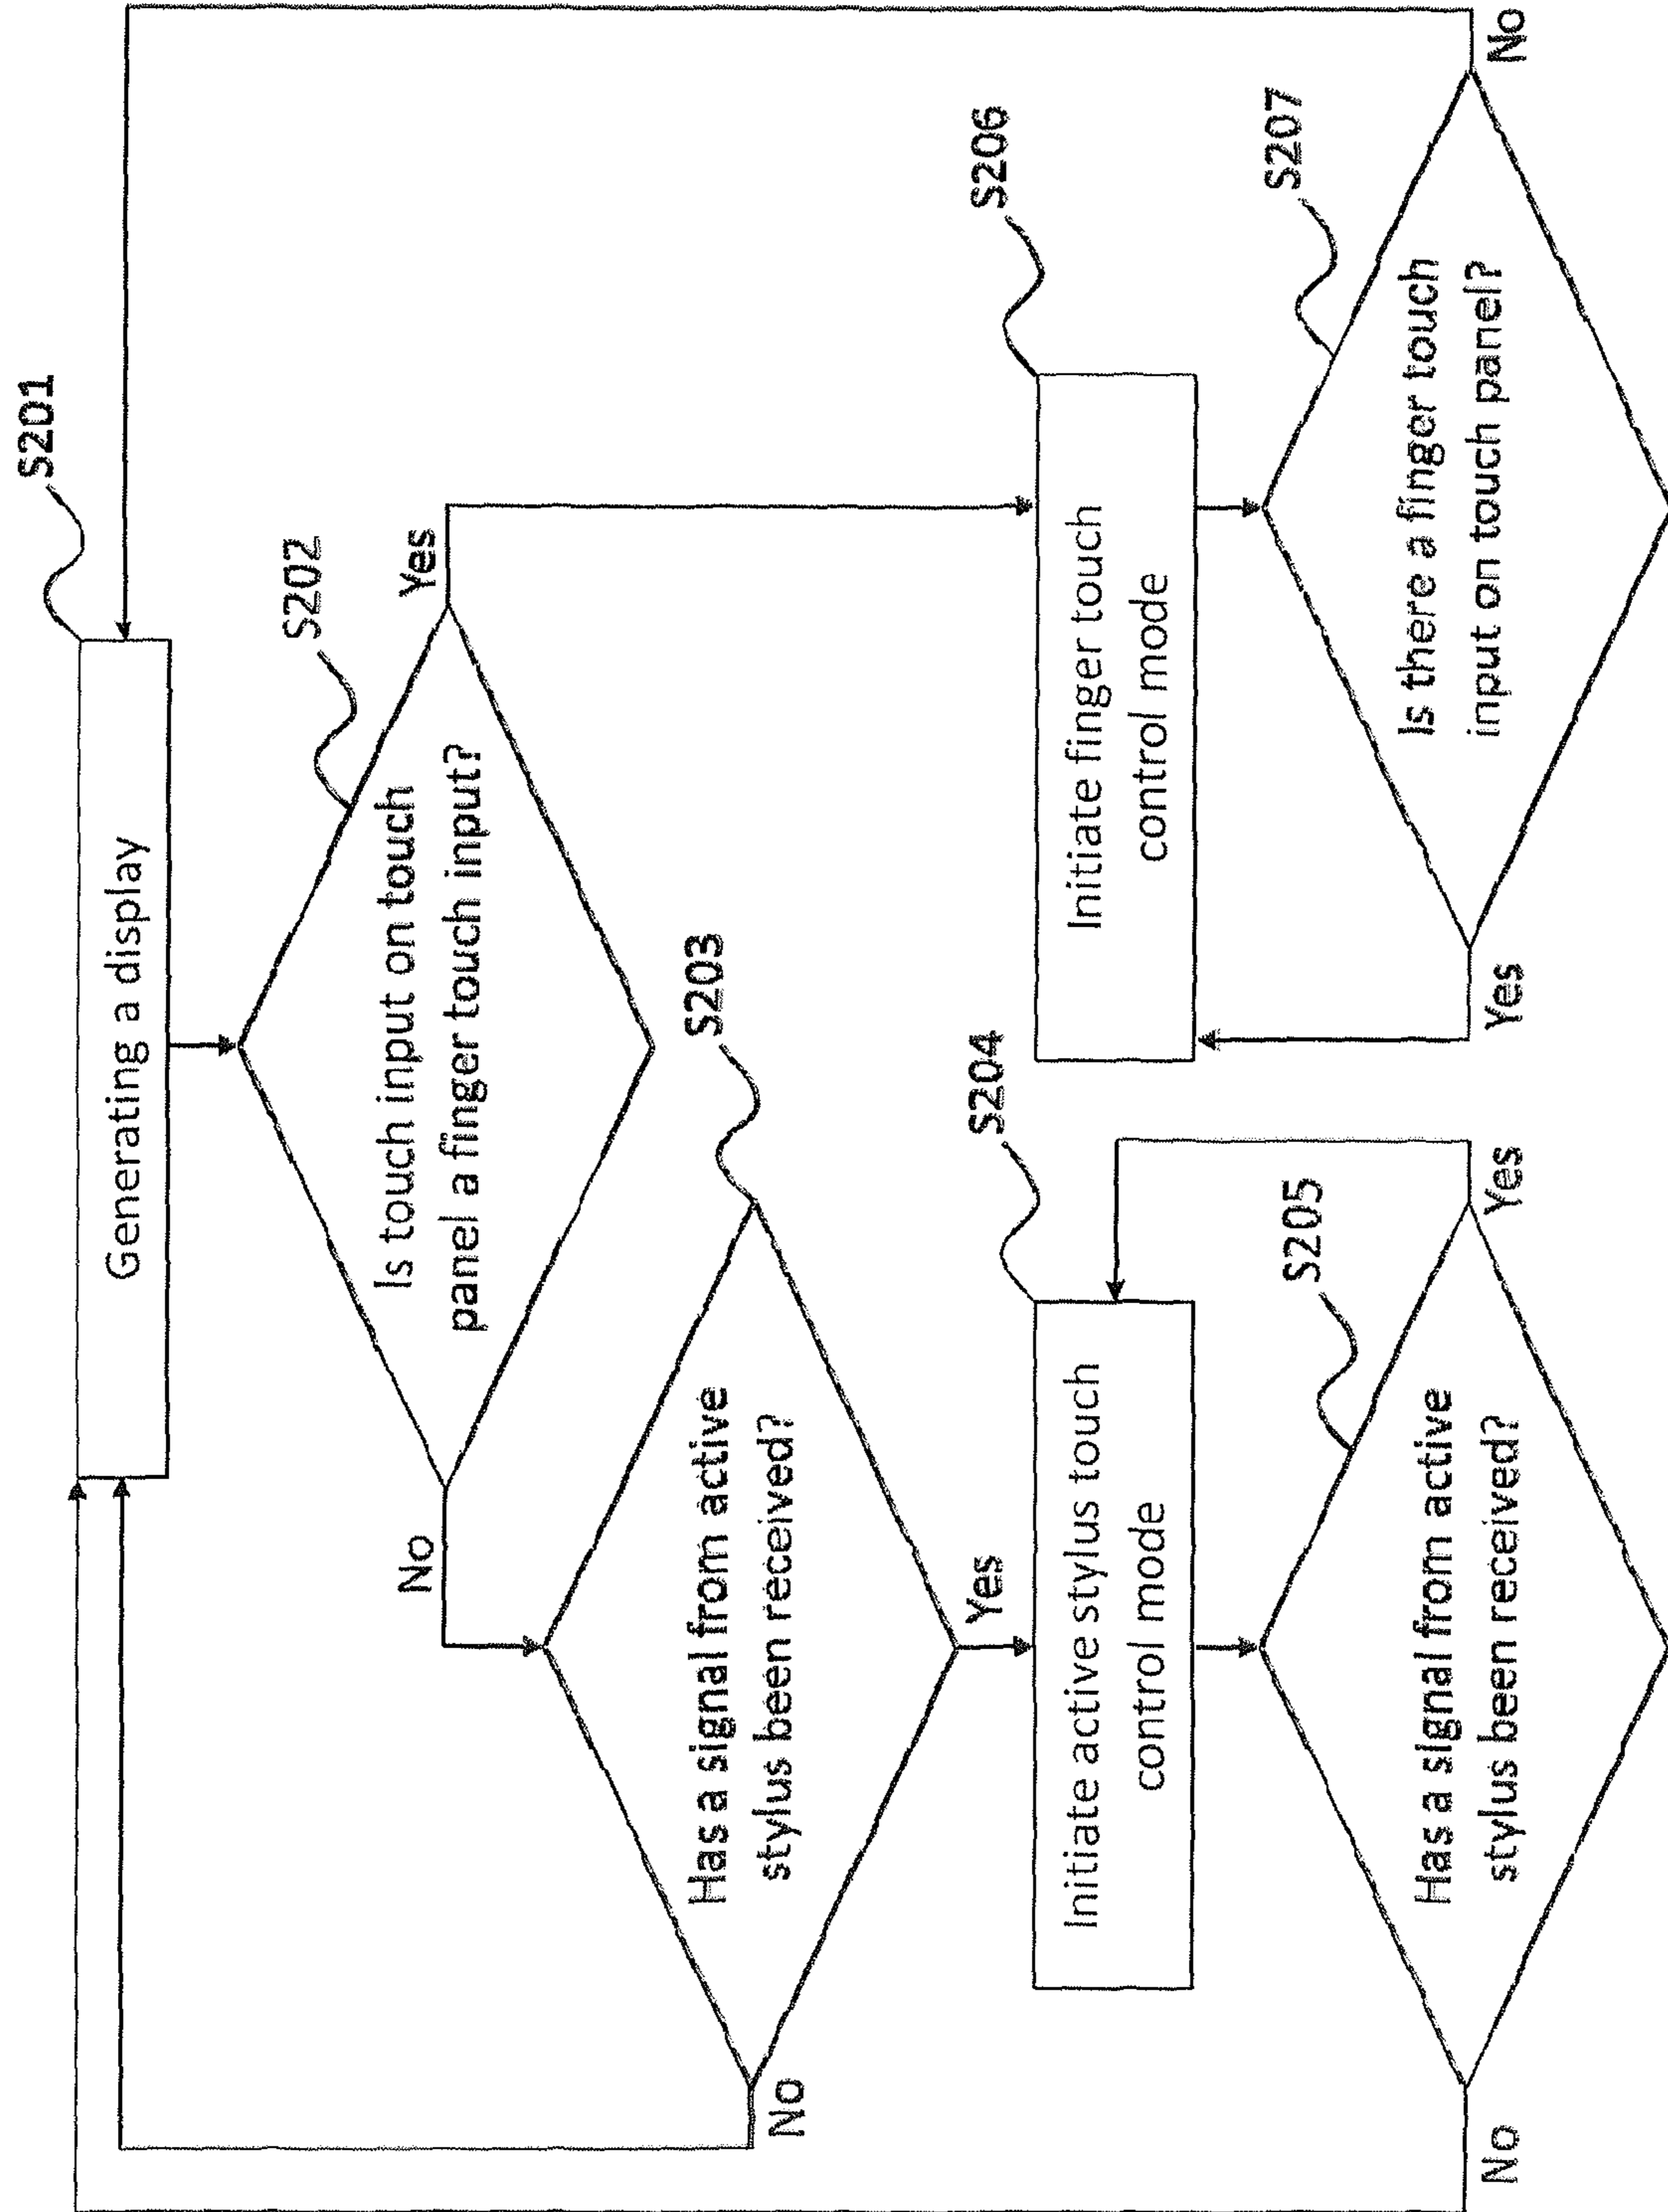 S201
Generating a display
S202
Is touch input on touch
panel a finger touch input?
No
Yes
S203
Has a signal from active
stylus been received?
No
Yes
S204
Initiate active stylus touch
control mode
S206
Initiate finger touch
control mode
S205
Has a signal from active
stylus been received?
No
Yes
S207
Is there a finger touch
input on touch panel?
Yes
No